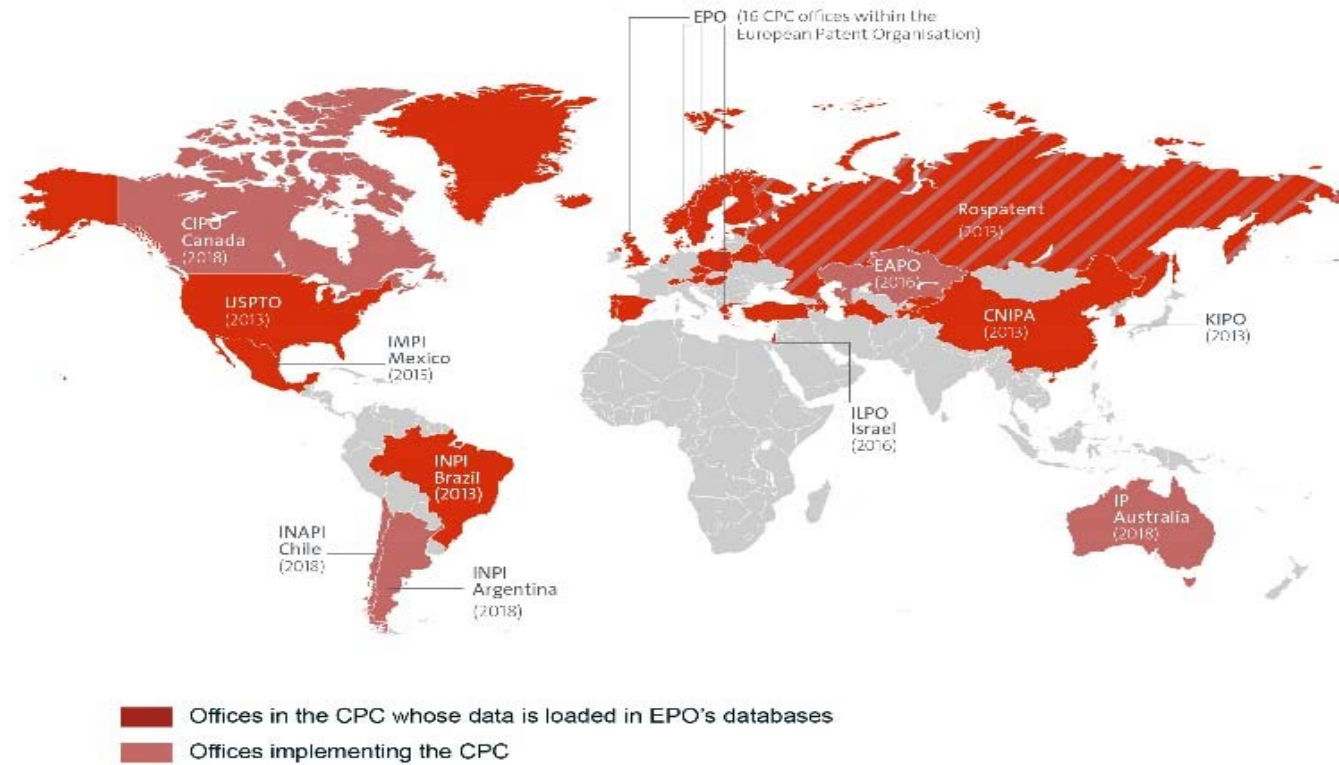 EPO (16 CPC offices within the
European Patent Organisation)
CIPO
Canada
(2018)
Rospatent
(2013)
EAPO
(2016)
USPTO
(2013)
CNIPA
(2013)
KIPO
(2013)
IMPI
Mexico
(2015)
ILPO
Israel
(2016)
INPI
Brazil
(2013)
IP
Australia
(2018)
INAPI
Chile
(2018)
INPI
Argentina
(2018)
Offices in the CPC whose data is loaded in EPO's databases
Offices implementing the CPC